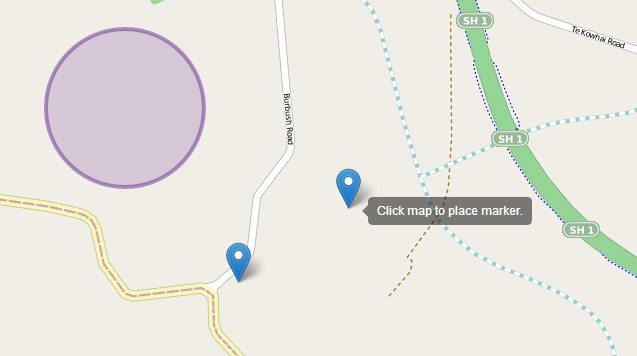 SH 1
Te Kowhai Road
Burbush Road
SH 1
Click map to place marker.
SH 1